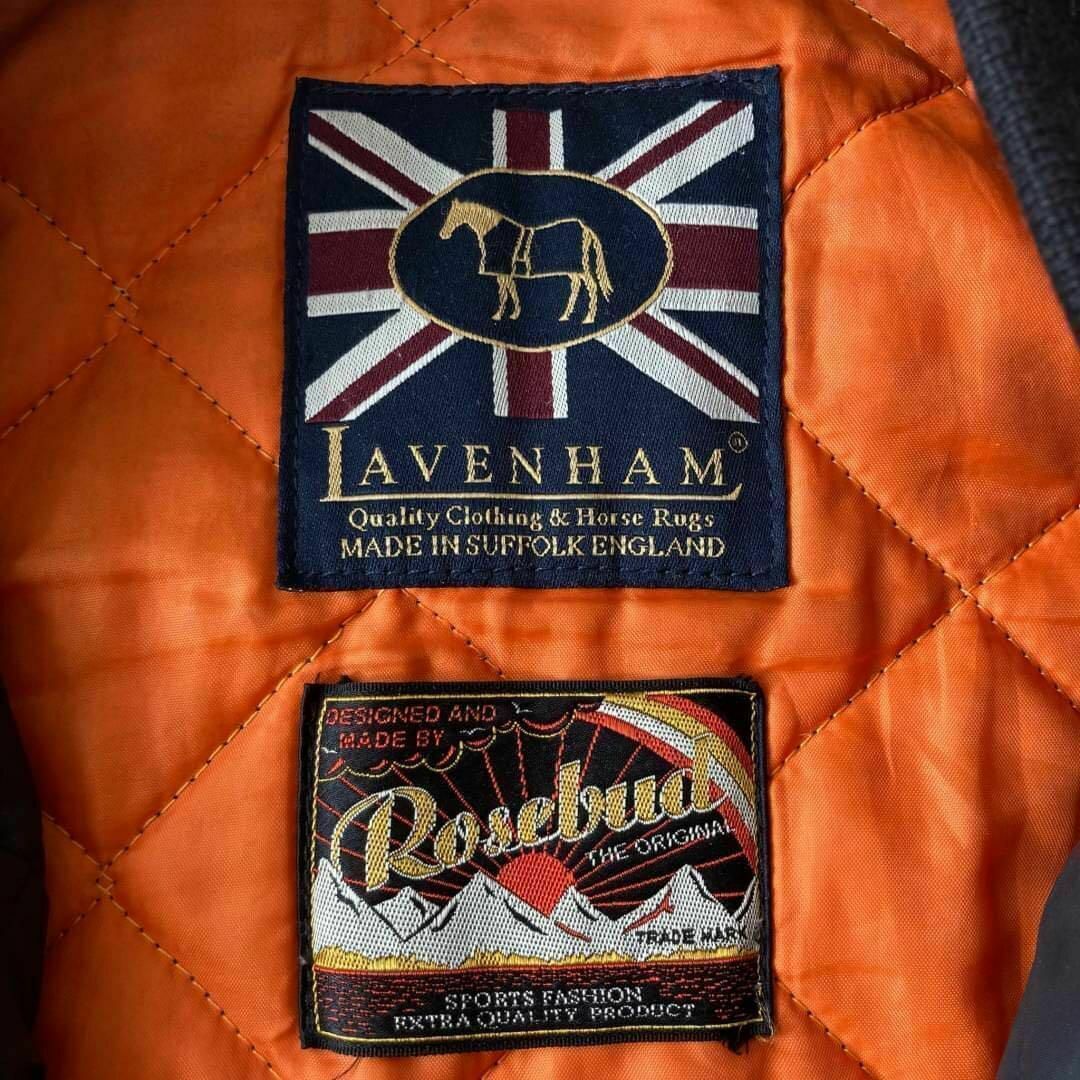 LAVENHAM®
Quality Clothing & Horse Rugs
MADE IN SUFFOLK ENGLAND
DESIGNED AND
MADE BY
Rosebud
THE ORIGINAL
TRADE MARK
SPORTS FASHION
EXTRA QUALITY PRODUCT